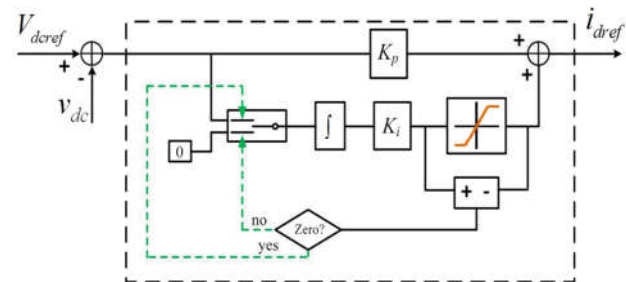 V_dcref
i_dref
+
-
v_dc
K_p
+
+
0
∫
K_i
+ -
no
Zero?
yes